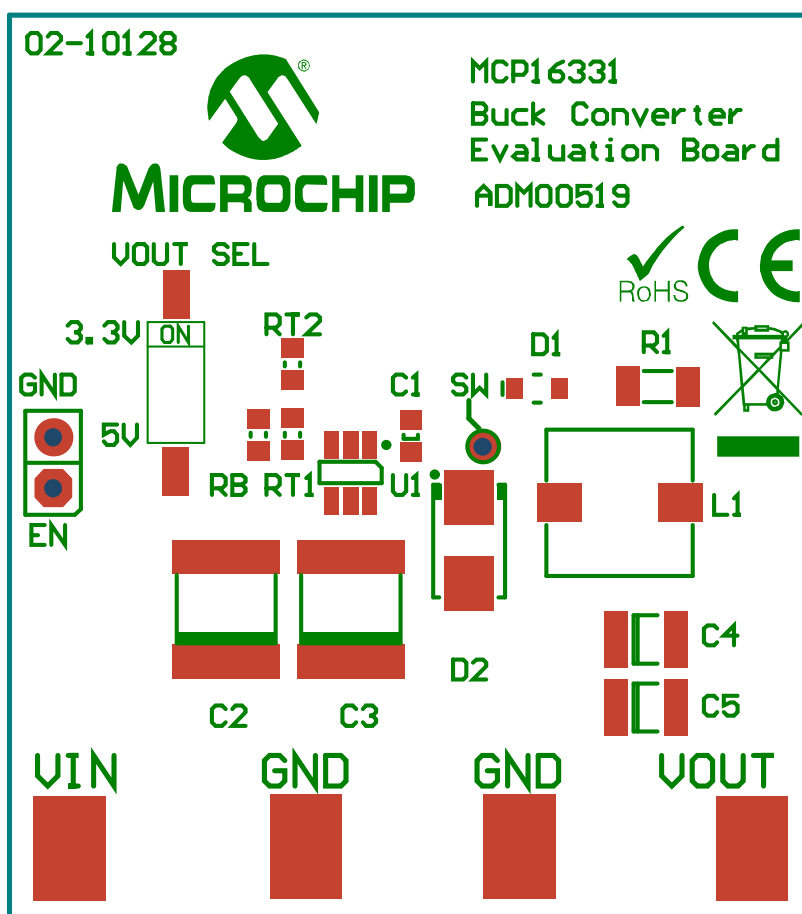 02-10128
®
MICROCHIP
MCP16331
Buck Converter
Evaluation Board
ADM00519
VOUT SEL
RoHS CE
3.3V ON
RT2
D1
R1
GND
C1
SW
5V
RB RT1
U1
L1
EN
C4
D2
C2
C3
C5
VIN
GND
GND
VOUT